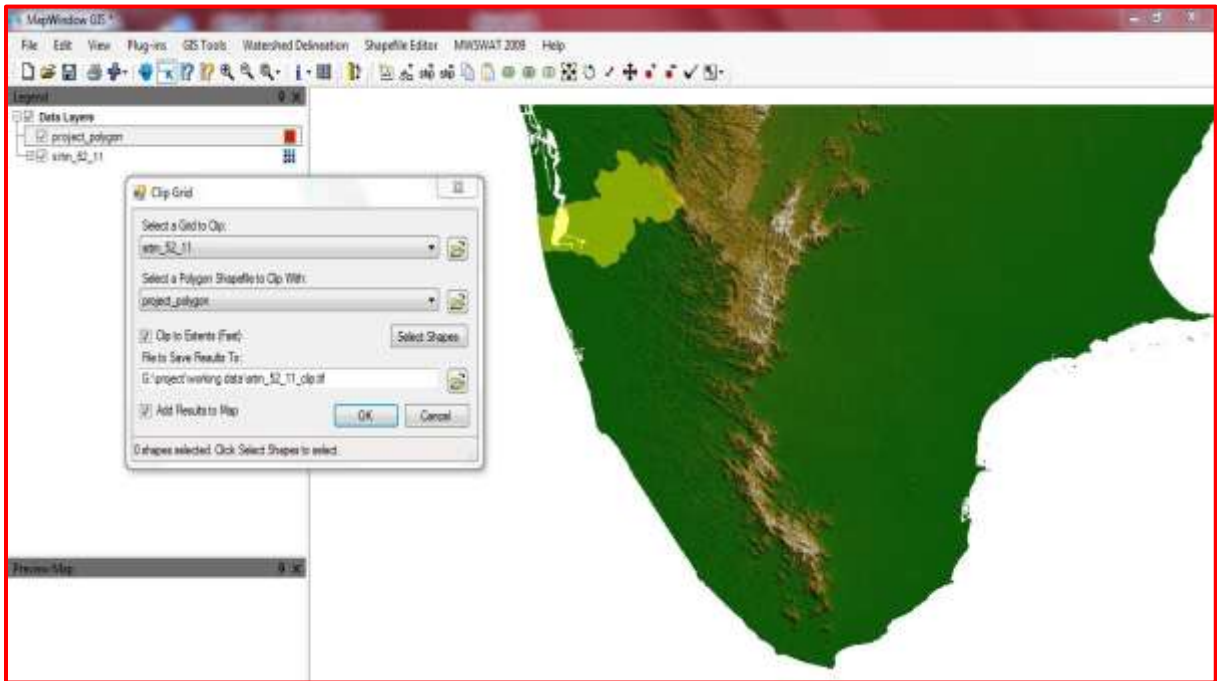 MapWindow GIS *
File Edit View Plug-ins GIS Tools Watershed Delineation Shapefile Editor MWSWAT 2009 Help
Legend
Data Layers
project_polygon
srtm_52_11
Clip Grid
Select a Grid to Clip:
srtm_52_11
Select a Polygon Shapefile to Clip With:
project_polygon
Clip to Extents (Fast)
Select Shapes
File to Save Results To:
G:\project\working data\srtm_52_11_clip.tif
Add Results to Map
OK
Cancel
0 shapes selected. Click Select Shapes to select.
Preview Map